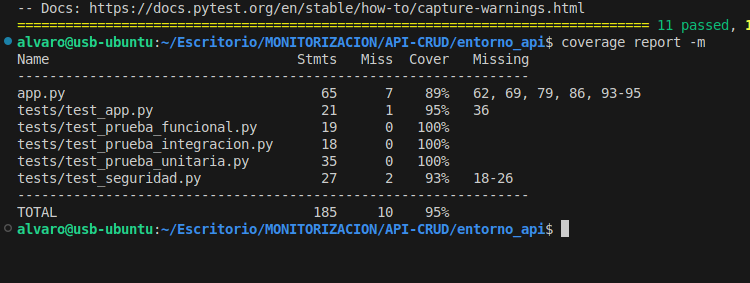 -- Docs: https://docs.pytest.org/en/stable/how-to/capture-warnings.html
============================================================================ 11 passed, 1
alvaro@usb-ubuntu:~/Escritorio/MONITORIZACION/API-CRUD/entorno_api$ coverage report -m
Name                              Stmts   Miss  Cover   Missing
---------------------------------------------------------------
app.py                               65      7    89%   62, 69, 79, 86, 93-95
tests/test_app.py                    21      1    95%   36
tests/test_prueba_funcional.py       19      0   100%
tests/test_prueba_integracion.py     18      0   100%
tests/test_prueba_unitaria.py        35      0   100%
tests/test_seguridad.py              27      2    93%   18-26
---------------------------------------------------------------
TOTAL                               185     10    95%
alvaro@usb-ubuntu:~/Escritorio/MONITORIZACION/API-CRUD/entorno_api$